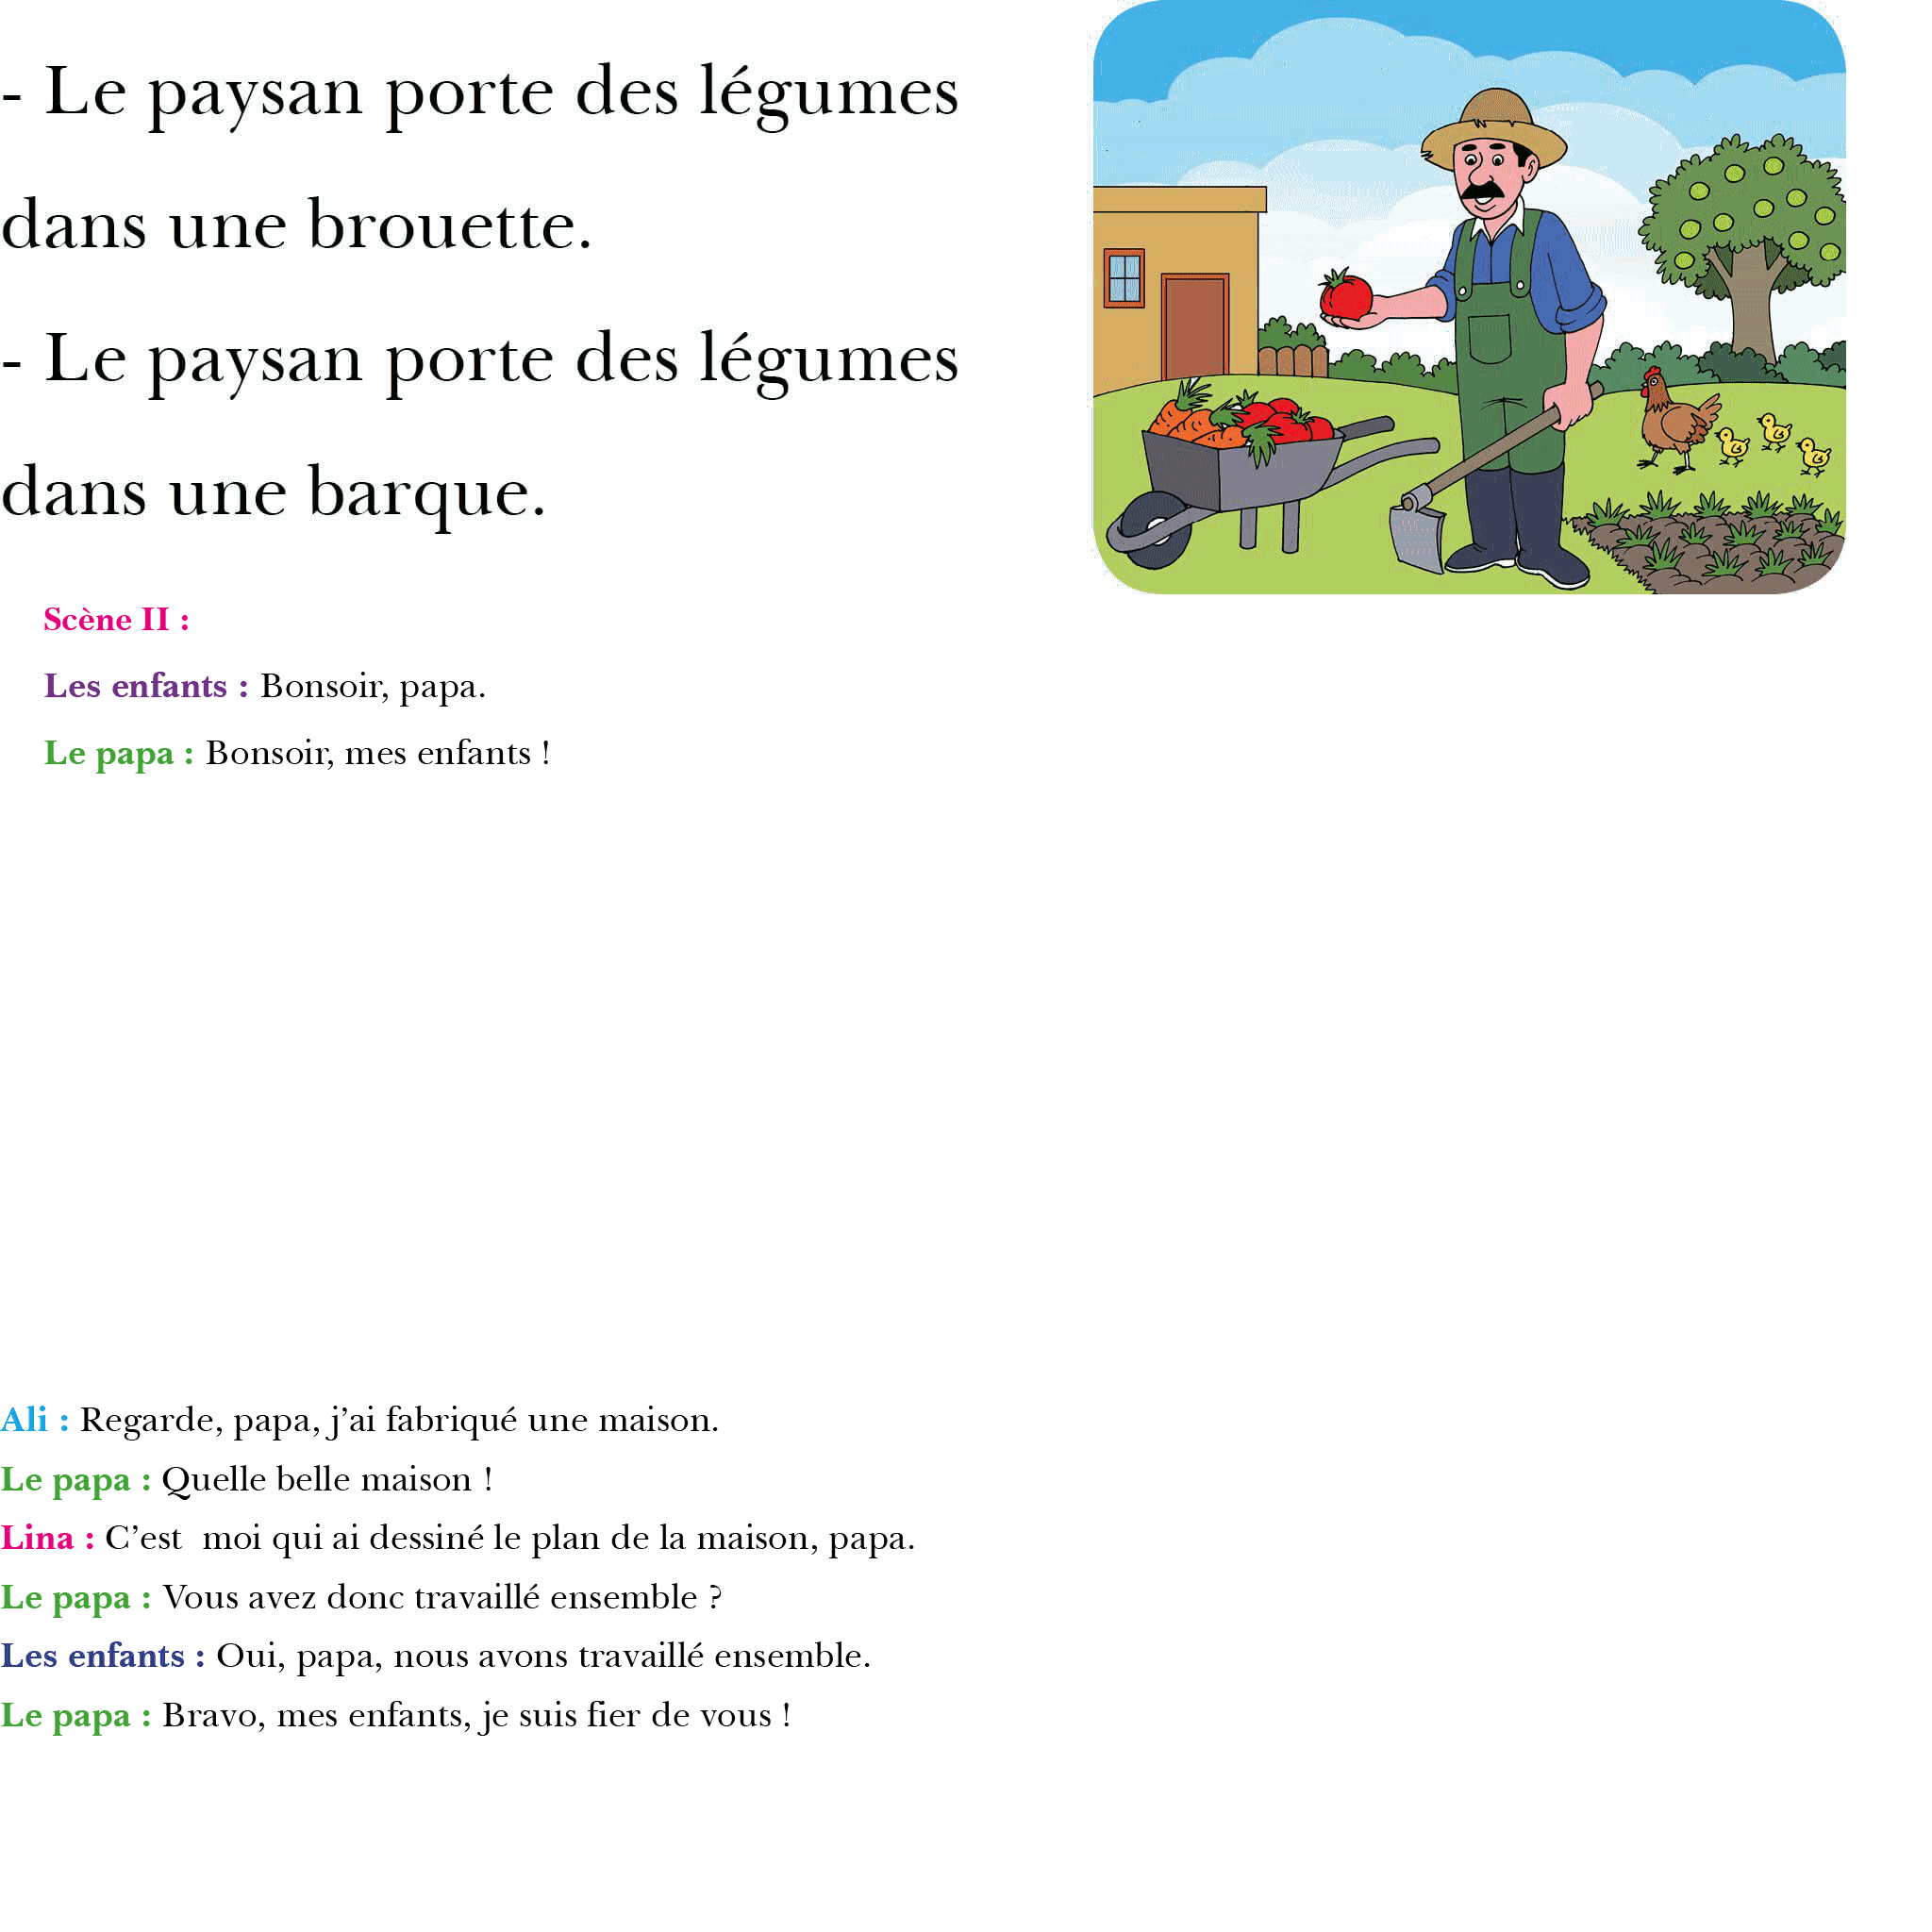 - Le paysan porte des légumes
dans une brouette.
- Le paysan porte des légumes
dans une barque.
Scène II :
Les enfants : Bonsoir, papa.
Le papa : Bonsoir, mes enfants !
Ali : Regarde, papa, j’ai fabriqué une maison.
Le papa : Quelle belle maison !
Lina : C’est  moi qui ai dessiné le plan de la maison, papa.
Le papa : Vous avez donc travaillé ensemble ?
Les enfants : Oui, papa, nous avons travaillé ensemble.
Le papa : Bravo, mes enfants, je suis fier de vous !